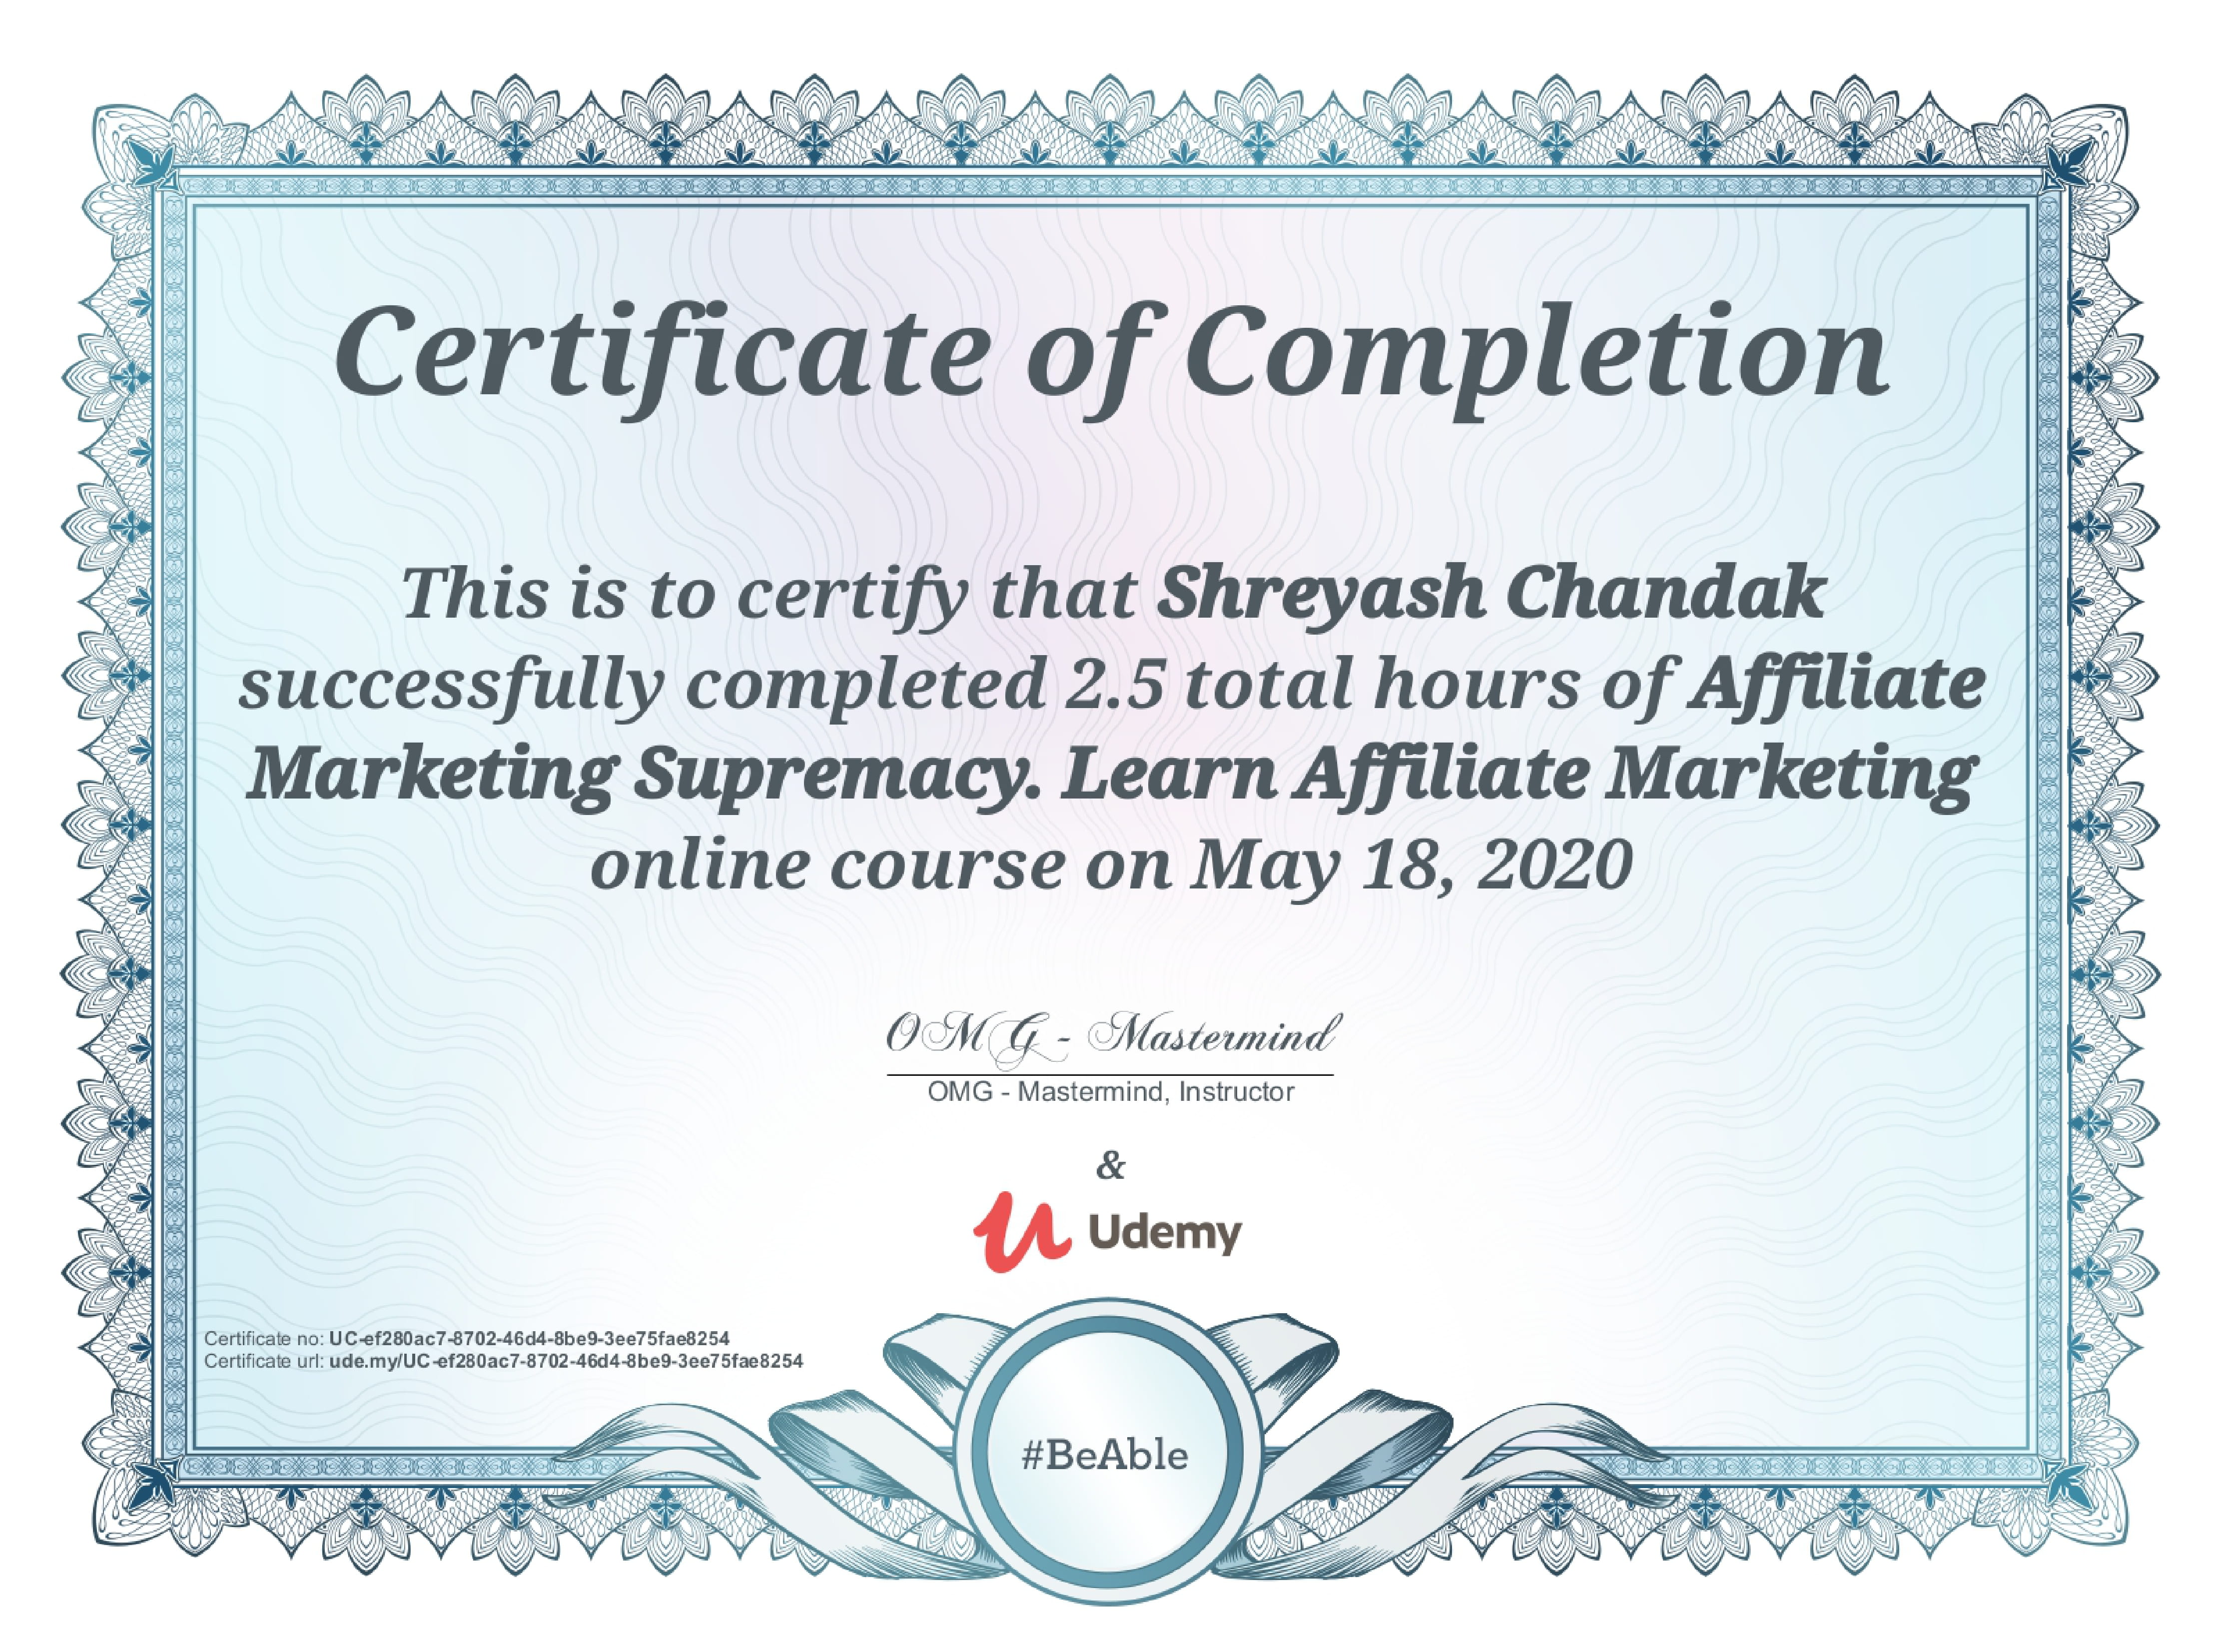 Certificate of Completion
This is to certify that Shreyash Chandak
successfully completed 2.5 total hours of Affiliate
Marketing Supremacy. Learn Affiliate Marketing
online course on May 18, 2020
OMG - Mastermind
OMG - Mastermind, Instructor
&
Udemy
Certificate no: UC-ef280ac7-8702-46d4-8be9-3ee75fae8254
Certificate url: ude.my/UC-ef280ac7-8702-46d4-8be9-3ee75fae8254
#BeAble